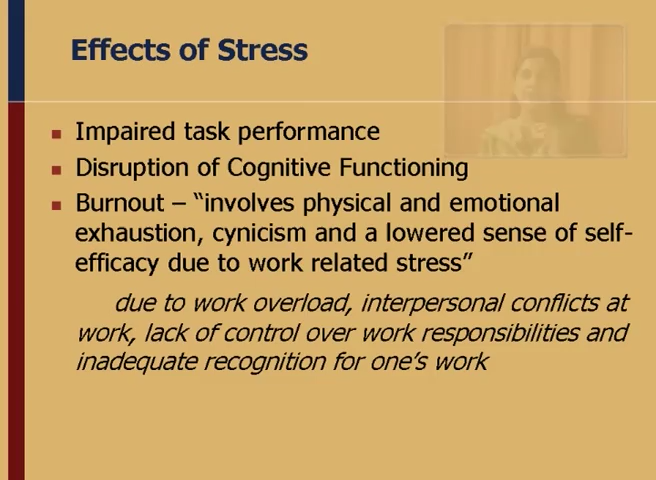 Effects of Stress
Impaired task performance
Disruption of Cognitive Functioning
Burnout – “involves physical and emotional
exhaustion, cynicism and a lowered sense of self-
efficacy due to work related stress”
due to work overload, interpersonal conflicts at
work, lack of control over work responsibilities and
inadequate recognition for one’s work